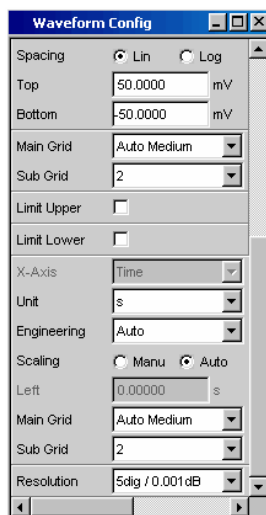 Waveform Config
Spacing Lin Log
Top 50.0000 mV
Bottom -50.0000 mV
Main Grid Auto Medium
Sub Grid 2
Limit Upper
Limit Lower
X-Axis Time
Unit s
Engineering Auto
Scaling Manu Auto
Left 0.00000 s
Main Grid Auto Medium
Sub Grid 2
Resolution 5dig / 0.001dB